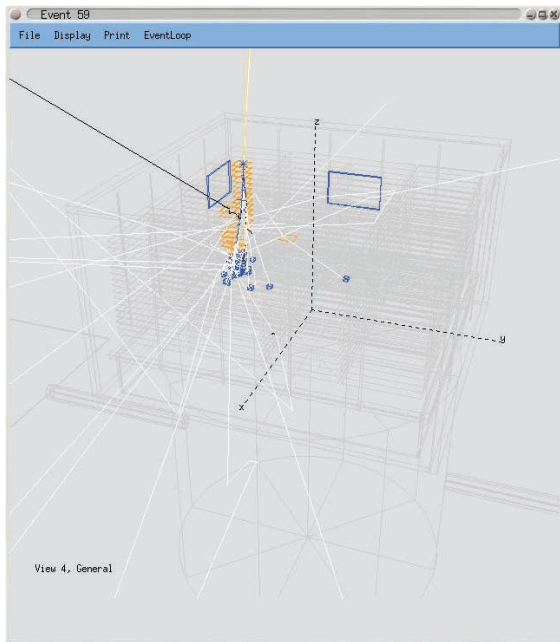 Event 59
File Display Print EventLoop
z
y
x
View 4, General